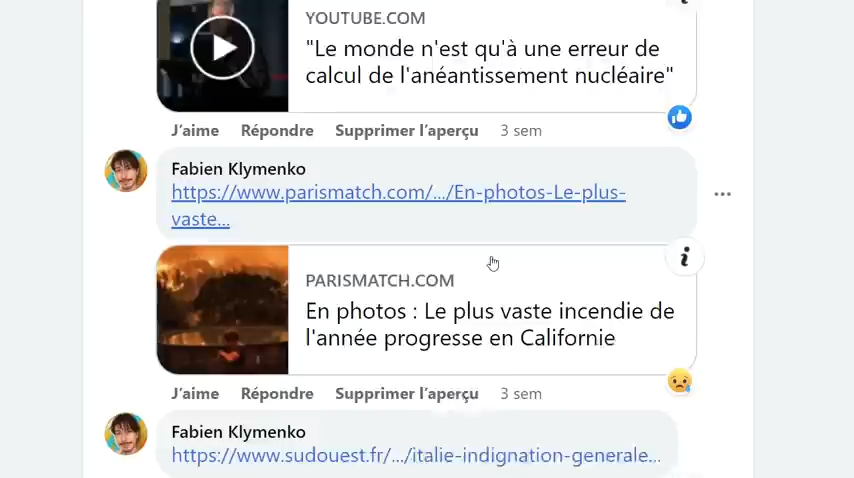 YOUTUBE.COM
"Le monde n'est qu'à une erreur de
calcul de l'anéantissement nucléaire"
J'aime Répondre Supprimer l'aperçu 3 sem
Fabien Klymenko
https://www.parismatch.com/.../En-photos-Le-plus-
vaste...
PARISMATCH.COM
En photos : Le plus vaste incendie de
l'année progresse en Californie
J'aime Répondre Supprimer l'aperçu 3 sem
Fabien Klymenko
https://www.sudouest.fr/.../italie-indignation-generale...